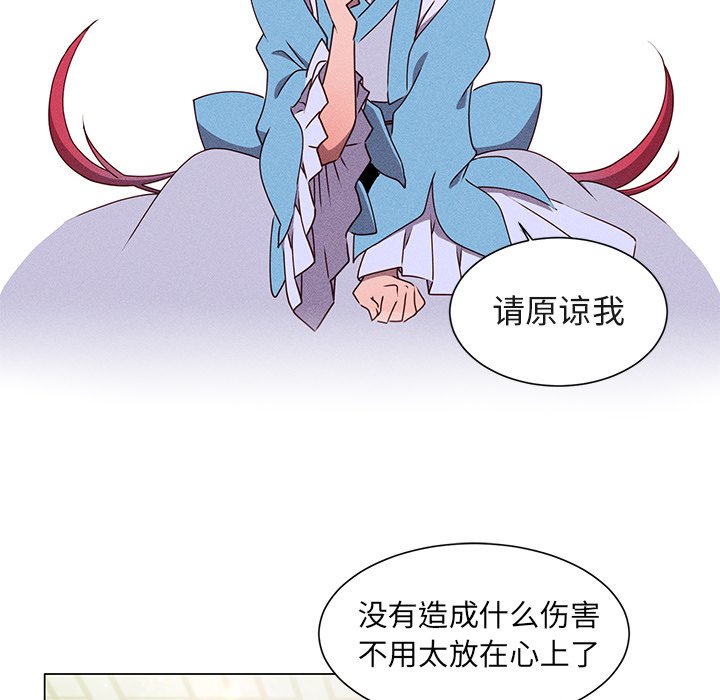 请原谅我
没有造成什么伤害
不用太放在心上了